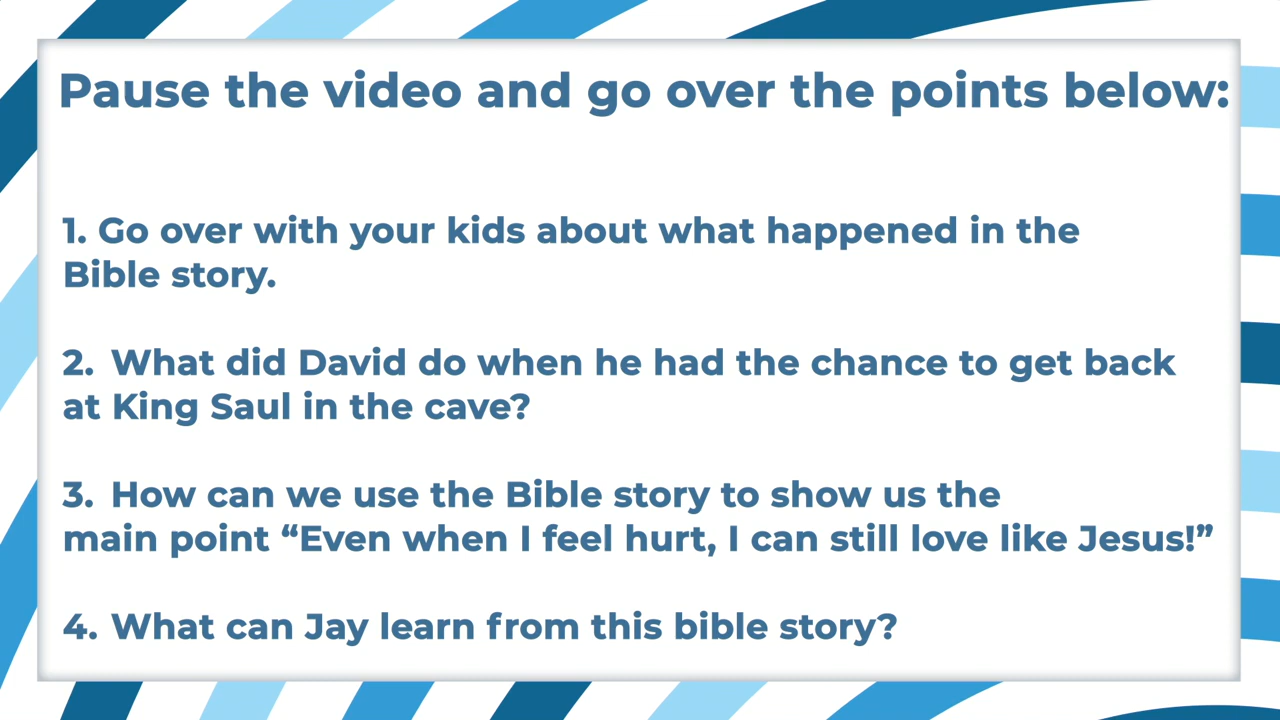 Pause the video and go over the points below:
1. Go over with your kids about what happened in the
Bible story.
2. What did David do when he had the chance to get back
at King Saul in the cave?
3. How can we use the Bible story to show us the
main point “Even when I feel hurt, I can still love like Jesus!”
4. What can Jay learn from this bible story?